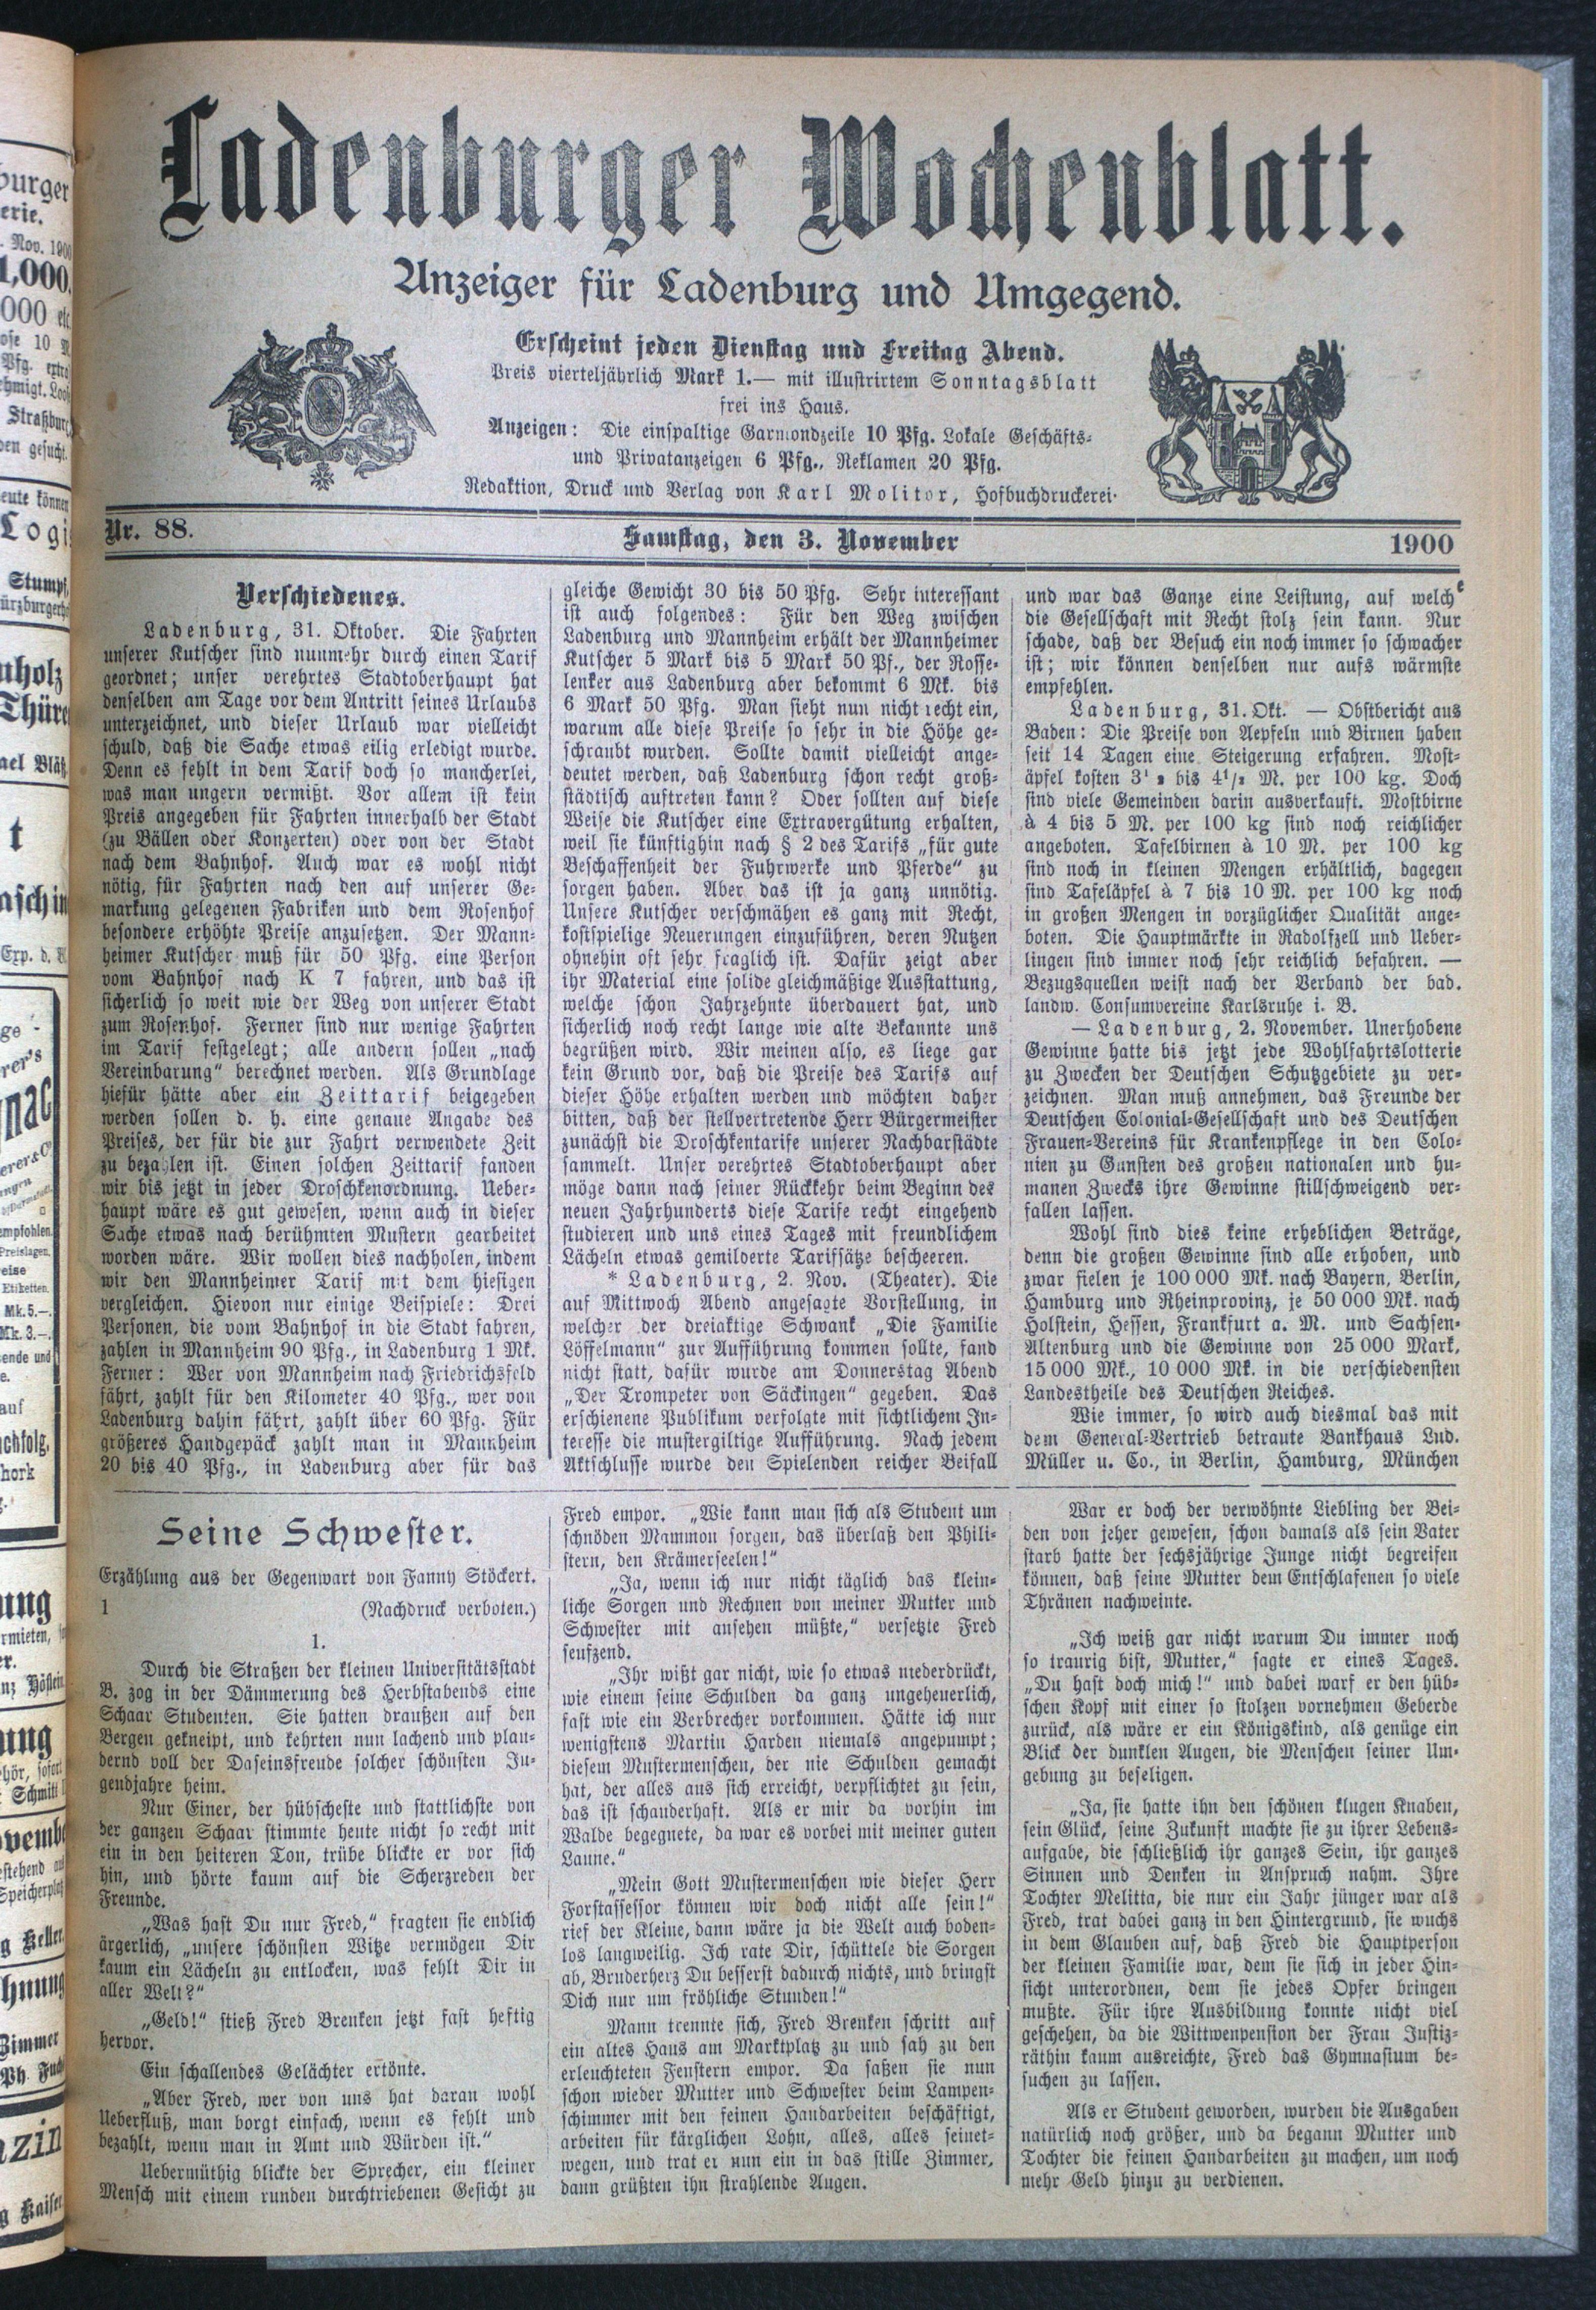 Ladenburger Wochenblatt.
Anzeiger für Ladenburg und Umgegend.
Erscheint jeden Dienstag und Freitag Abend.
Preis vierteljährlich Mark 1.— mit illustrirtem Sonntagsblatt
frei ins Haus.
Anzeigen: Die einspaltige Garmondzeile 10 Pfg. Lokale Geschäfts-
und Privatanzeigen 6 Pfg., Reklamen 20 Pfg.
Redaktion, Druck und Verlag von Karl Molitor, Hofbuchdruckerei.
Nr. 88.
Samstag, den 3. November
1900
Verschiedenes.
Ladenburg, 31. Oktober. Die Fahrten
unserer Kutscher sind nunmehr durch einen Tarif
geordnet; unser verehrtes Stadtoberhaupt hat
denselben am Tage vor dem Antritt seines Urlaubs
unterzeichnet, und dieser Urlaub war vielleicht
schuld, daß die Sache etwas eilig erledigt wurde.
Denn es fehlt in dem Tarif doch so mancherlei,
was man ungern vermißt. Vor allem ist kein
Preis angegeben für Fahrten innerhalb der Stadt
(zu Bällen oder Konzerten) oder von der Stadt
nach dem Bahnhof. Auch war es wohl nicht
nötig, für Fahrten nach den auf unserer Ge-
markung gelegenen Fabriken und dem Rosenhof
besondere erhöhte Preise anzusetzen. Der Mann-
heimer Kutscher muß für 50 Pfg. eine Person
vom Bahnhof nach K 7 fahren, und das ist
sicherlich so weit wie der Weg von unserer Stadt
zum Rosenhof. Ferner sind nur wenige Fahrten
im Tarif festgelegt; alle andern sollen „nach
Vereinbarung“ berechnet werden. Als Grundlage
hiefür hätte aber ein Zeittarif beigegeben
werden sollen d. h. eine genaue Angabe des
Preises, der für die zur Fahrt verwendete Zeit
zu bezahlen ist. Einen solchen Zeittarif fanden
wir bis jetzt in jeder Droschkenordnung. Ueber-
haupt wäre es gut gewesen, wenn auch in dieser
Sache etwas nach berühmten Mustern gearbeitet
worden wäre. Wir wollen dies nachholen, indem
wir den Mannheimer Tarif mit dem hiesigen
vergleichen. Hievon nur einige Beispiele: Drei
Personen, die vom Bahnhof in die Stadt fahren,
zahlen in Mannheim 90 Pfg., in Ladenburg 1 Mk.
Ferner: Wer von Mannheim nach Friedrichsfeld
fährt, zahlt für den Kilometer 40 Pfg., wer von
Ladenburg dahin fährt, zahlt über 60 Pfg. Für
größeres Handgepäck zahlt man in Mannheim
20 bis 40 Pfg., in Ladenburg aber für das
gleiche Gewicht 30 bis 50 Pfg. Sehr interessant
ist auch folgendes: Für den Weg zwischen
Ladenburg und Mannheim erhält der Mannheimer
Kutscher 5 Mark bis 5 Mark 50 Pf., der Rosse-
lenker aus Ladenburg aber bekommt 6 Mk. bis
6 Mark 50 Pfg. Man sieht nun nicht recht ein,
warum alle diese Preise so sehr in die Höhe ge-
schraubt wurden. Sollte damit vielleicht ange-
deutet werden, daß Ladenburg schon recht groß-
städtisch auftreten kann? Oder sollten auf diese
Weise die Kutscher eine Extravergütung erhalten,
weil sie künftighin nach § 2 des Tarifs „für gute
Beschaffenheit der Fuhrwerke und Pferde“ zu
sorgen haben. Aber das ist ja ganz unnötig.
Unsere Kutscher verschmähen es ganz mit Recht,
kostspielige Neuerungen einzuführen, deren Nutzen
ohnehin oft sehr fraglich ist. Dafür zeigt aber
ihr Material eine solide gleichmäßige Ausstattung,
welche schon Jahrzehnte überdauert hat, und
sicherlich noch recht lange wie alte Bekannte uns
begrüßen wird. Wir meinen also, es liege gar
kein Grund vor, daß die Preise des Tarifs auf
dieser Höhe erhalten werden und möchten daher
bitten, daß der stellvertretende Herr Bürgermeister
zunächst die Droschkentarife unserer Nachbarstädte
sammelt. Unser verehrtes Stadtoberhaupt aber
möge dann nach seiner Rückkehr beim Beginn des
neuen Jahrhunderts diese Tarife recht eingehend
studieren und uns eines Tages mit freundlichem
Lächeln etwas gemilderte Tarifsätze bescheeren.
* Ladenburg, 2. Nov. (Theater). Die
auf Mittwoch Abend angesagte Vorstellung, in
welcher der dreiaktige Schwank „Die Familie
Löffelmann“ zur Aufführung kommen sollte, fand
nicht statt, dafür wurde am Donnerstag Abend
„Der Trompeter von Säckingen“ gegeben. Das
erschienene Publikum verfolgte mit sichtlichem In-
teresse die mustergiltige Aufführung. Nach jedem
Aktschlusse wurde den Spielenden reicher Beifall
und war das Ganze eine Leistung, auf welche
die Gesellschaft mit Recht stolz sein kann. Nur
schade, daß der Besuch ein noch immer so schwacher
ist; wir können denselben nur aufs wärmste
empfehlen.
Ladenburg, 31. Okt. — Obstbericht aus
Baden: Die Preise von Aepfeln und Birnen haben
seit 14 Tagen eine Steigerung erfahren. Most-
äpfel kosten 3¹/₂ bis 4¹/₂ M. per 100 kg. Doch
sind viele Gemeinden darin ausverkauft. Mostbirne
à 4 bis 5 M. per 100 kg sind noch reichlicher
angeboten. Tafelbirnen à 10 M. per 100 kg
sind noch in kleinen Mengen erhältlich, dagegen
sind Tafeläpfel à 7 bis 10 M. per 100 kg noch
in großen Mengen in vorzüglicher Qualität ange-
boten. Die Hauptmärkte in Radolfzell und Ueber-
lingen sind immer noch sehr reichlich befahren. —
Bezugsquellen weist nach der Verband der bad.
landw. Consumvereine Karlsruhe i. B.
— Ladenburg, 2. November. Unerhobene
Gewinne hatte bis jetzt jede Wohlfahrtslotterie
zu Zwecken der Deutschen Schutzgebiete zu ver-
zeichnen. Man muß annehmen, das Freunde der
Deutschen Colonial-Gesellschaft und des Deutschen
Frauen-Vereins für Krankenpflege in den Colo-
nien zu Gunsten des großen nationalen und hu-
manen Zwecks ihre Gewinne stillschweigend ver-
fallen lassen.
Wohl sind dies keine erheblichen Beträge,
denn die großen Gewinne sind alle erhoben, und
zwar fielen je 100 000 Mk. nach Bayern, Berlin,
Hamburg und Rheinprovinz, je 50 000 Mk. nach
Holstein, Hessen, Frankfurt a. M. und Sachsen-
Altenburg und die Gewinne von 25 000 Mark,
15 000 Mk., 10 000 Mk. in die verschiedensten
Landestheile des Deutschen Reiches.
Wie immer, so wird auch diesmal das mit
dem General-Vertrieb betraute Bankhaus Lud.
Müller u. Co., in Berlin, Hamburg, München
Seine Schwester.
Erzählung aus der Gegenwart von Fanny Stöckert.
1 (Nachdruck verboten.)
1.
Durch die Straßen der kleinen Universitätsstadt
B. zog in der Dämmerung des Herbstabends eine
Schaar Studenten. Sie hatten draußen auf den
Bergen gekneipt, und kehrten nun lachend und plau-
dernd voll der Daseinsfreude solcher schönsten Ju-
gendjahre heim.
Nur Einer, der hübscheste und stattlichste von
der ganzen Schaar stimmte heute nicht so recht mit
ein in den heiteren Ton, trübe blickte er vor sich
hin, und hörte kaum auf die Scherzreden der
Freunde.
„Was hast Du nur Fred,“ fragten sie endlich
ärgerlich, „unsere schönsten Witze vermögen Dir
kaum ein Lächeln zu entlocken, was fehlt Dir in
aller Welt?“
„Geld!“ stieß Fred Brenken jetzt fast heftig
hervor.
Ein schallendes Gelächter ertönte.
„Aber Fred, wer von uns hat daran wohl
Ueberfluß, man borgt einfach, wenn es fehlt und
bezahlt, wenn man in Amt und Würden ist.“
Uebermüthig blickte der Sprecher, ein kleiner
Mensch mit einem runden durchtriebenen Gesicht zu
Fred empor. „Wie kann man sich als Student um
schnöden Mammon sorgen, das überlaß den Phili-
stern, den Krämerseelen!“
„Ja, wenn ich nur nicht täglich das klein-
liche Sorgen und Rechnen von meiner Mutter und
Schwester mit ansehen müßte,“ versetzte Fred
seufzend.
„Ihr wißt gar nicht, wie so etwas niederdrückt,
wie einem seine Schulden da ganz ungeheuerlich,
fast wie ein Verbrecher vorkommen. Hätte ich nur
wenigstens Martin Harden niemals angepumpt;
diesem Mustermenschen, der nie Schulden gemacht
hat, der alles aus sich erreicht, verpflichtet zu sein,
das ist schauderhaft. Als er mir da vorhin im
Walde begegnete, da war es vorbei mit meiner guten
Laune.“
„Mein Gott Mustermenschen wie dieser Herr
Forstassessor können wir doch nicht alle sein!“
rief der Kleine, dann wäre ja die Welt auch boden-
los langweilig. Ich rate Dir, schüttele die Sorgen
ab, Bruderherz Du besserst dadurch nichts, und bringst
Dich nur um fröhliche Stunden!“
Mann trennte sich, Fred Brenken schritt auf
ein altes Haus am Marktplatz zu und sah zu den
erleuchteten Fenstern empor. Da saßen sie nun
schon wieder Mutter und Schwester beim Lampen-
schimmer mit den feinen Handarbeiten beschäftigt,
arbeiten für kärglichen Lohn, alles, alles seinet-
wegen, und trat er nun ein in das stille Zimmer,
dann grüßten ihn strahlende Augen.
War er doch der verwöhnte Liebling der Bei-
den von jeher gewesen, schon damals als sein Vater
starb hatte der sechsjährige Junge nicht begreifen
können, daß seine Mutter dem Entschlafenen so viele
Thränen nachweinte.
„Ich weiß gar nicht warum Du immer noch
so traurig bist, Mutter,“ sagte er eines Tages.
„Du hast doch mich!“ und dabei warf er den hüb-
schen Kopf mit einer so stolzen vornehmen Geberde
zurück, als wäre er ein Königskind, als genüge ein
Blick der dunklen Augen, die Menschen seiner Um-
gebung zu beseligen.
„Ja, sie hatte ihn den schönen klugen Knaben,
sein Glück, seine Zukunft machte sie zu ihrer Lebens-
aufgabe, die schließlich ihr ganzes Sein, ihr ganzes
Sinnen und Denken in Anspruch nahm. Ihre
Tochter Melitta, die nur ein Jahr jünger war als
Fred, trat dabei ganz in den Hintergrund, sie wuchs
in dem Glauben auf, daß Fred die Hauptperson
der kleinen Familie war, dem sie sich in jeder Hin-
sicht unterordnen, dem sie jedes Opfer bringen
mußte. Für ihre Ausbildung konnte nicht viel
geschehen, da die Wittwenpension der Frau Justiz-
räthin kaum ausreichte, Fred das Gymnasium be-
suchen zu lassen.
Als er Student geworden, wurden die Ausgaben
natürlich noch größer, und da begann Mutter und
Tochter die feinen Handarbeiten zu machen, um noch
mehr Geld hinzu zu verdienen.